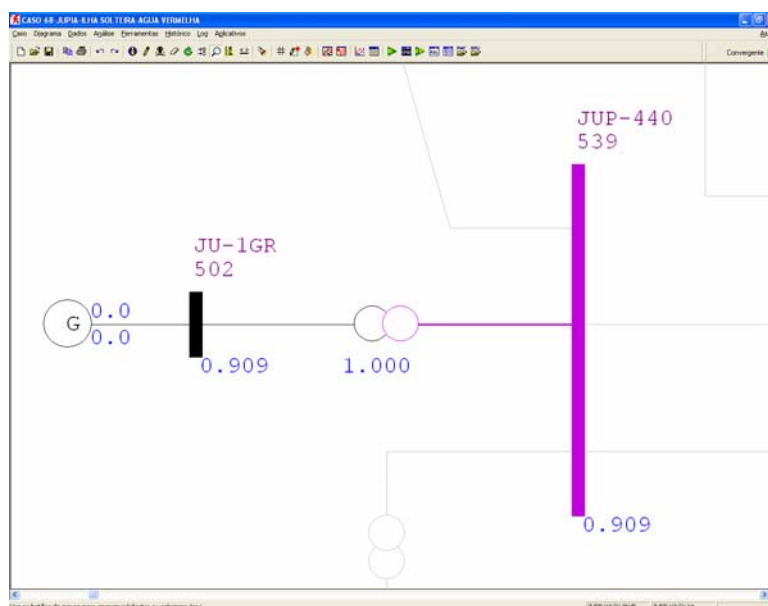 CASO 68-JUPIA-ILHA SOLTEIRA-AGUA VERMELHA
Caso Diagrama Dados Análise Ferramentas Histórico Log Aplicativos
Convergente
JUP-440
539
JU-1GR
502
G
0.0
0.0
0.909
1.000
0.909